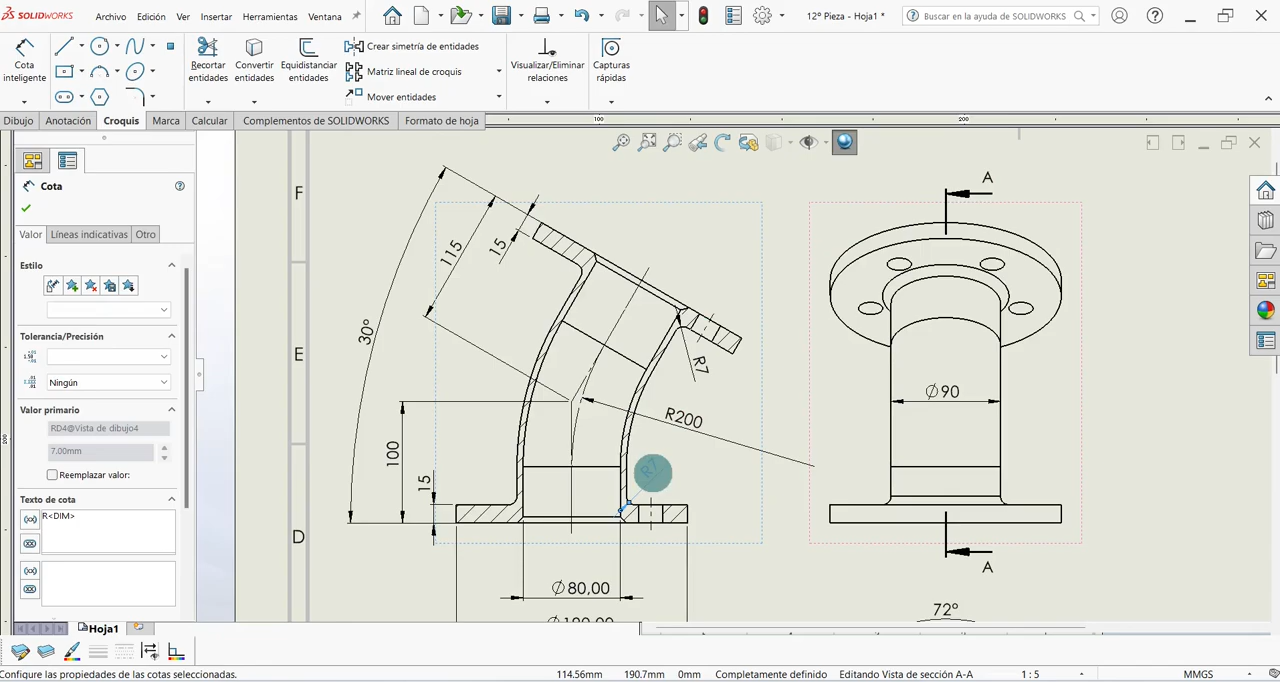 SOLIDWORKS
Archivo
Edición
Ver
Insertar
Herramientas
Ventana
12º Pieza - Hoja1 *
Buscar en la ayuda de SOLIDWORKS
Cota
inteligente
Recortar
entidades
Convertir
entidades
Equidistanciar
entidades
Crear simetría de entidades
Matriz lineal de croquis
Mover entidades
Visualizar/Eliminar
relaciones
Capturas
rápidas
Dibujo
Anotación
Croquis
Marca
Calcular
Complementos de SOLIDWORKS
Formato de hoja
100
200
Cota
Valor
Líneas indicativas
Otro
Estilo
Tolerancia/Precisión
Ningún
Valor primario
RD4@Vista de dibujo4
7.00mm
Reemplazar valor:
Texto de cota
R<DIM>
200
F
E
D
30°
115
15
R7
R200
100
15
R7
Ø80,00
Ø190,00
A
Ø90
A
72°
Hoja1
Configure las propiedades de las cotas seleccionadas.
114.56mm
190.7mm
0mm
Completamente definido
Editando Vista de sección A-A
1 : 5
MMGS